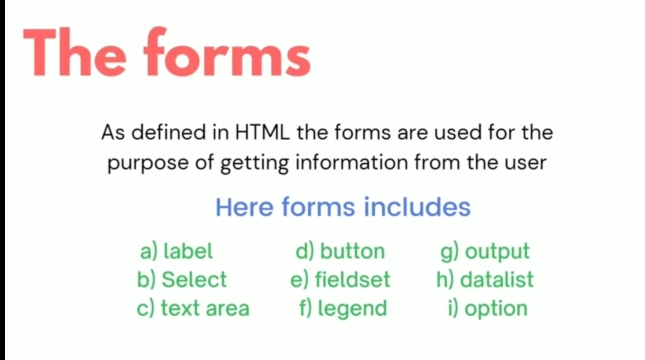 The forms
As defined in HTML the forms are used for the
purpose of getting information from the user
Here forms includes
a) label
b) Select
c) text area
d) button
e) fieldset
f) legend
g) output
h) datalist
i) option